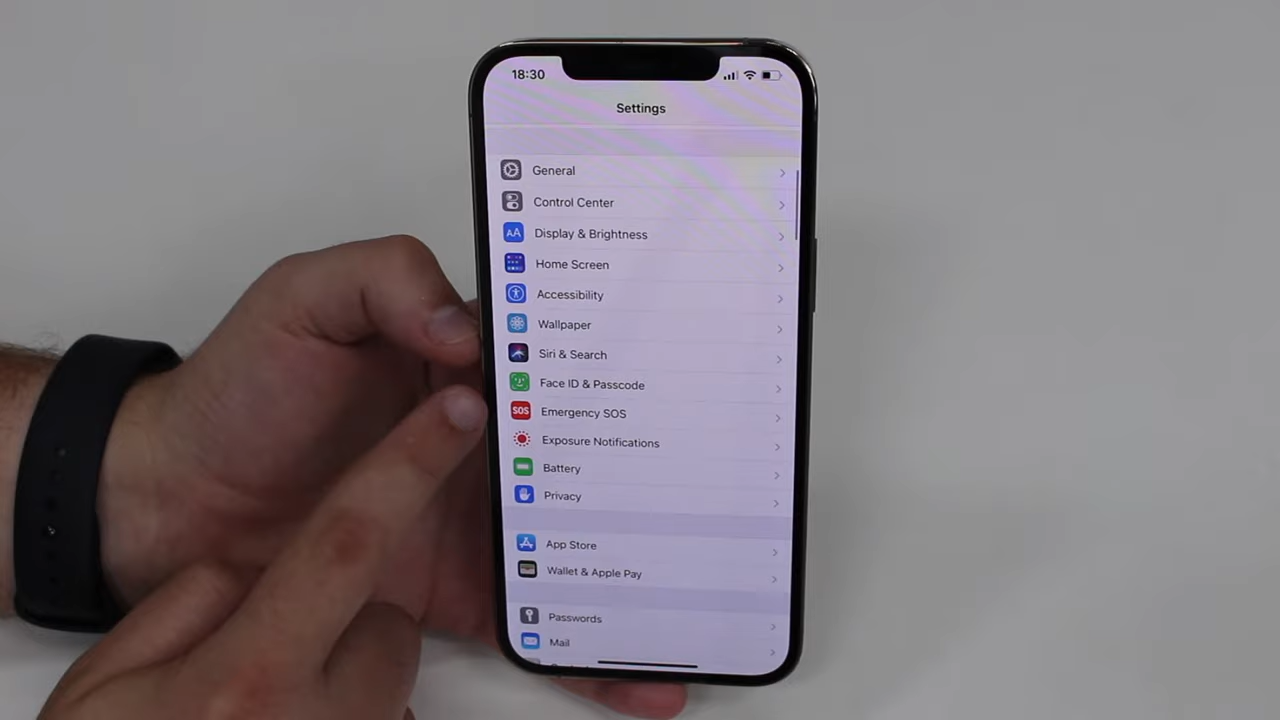 18:30
Settings
General
Control Center
AA Display & Brightness
Home Screen
Accessibility
Wallpaper
Siri & Search
Face ID & Passcode
SOS Emergency SOS
Exposure Notifications
Battery
Privacy
App Store
Wallet & Apple Pay
Passwords
Mail